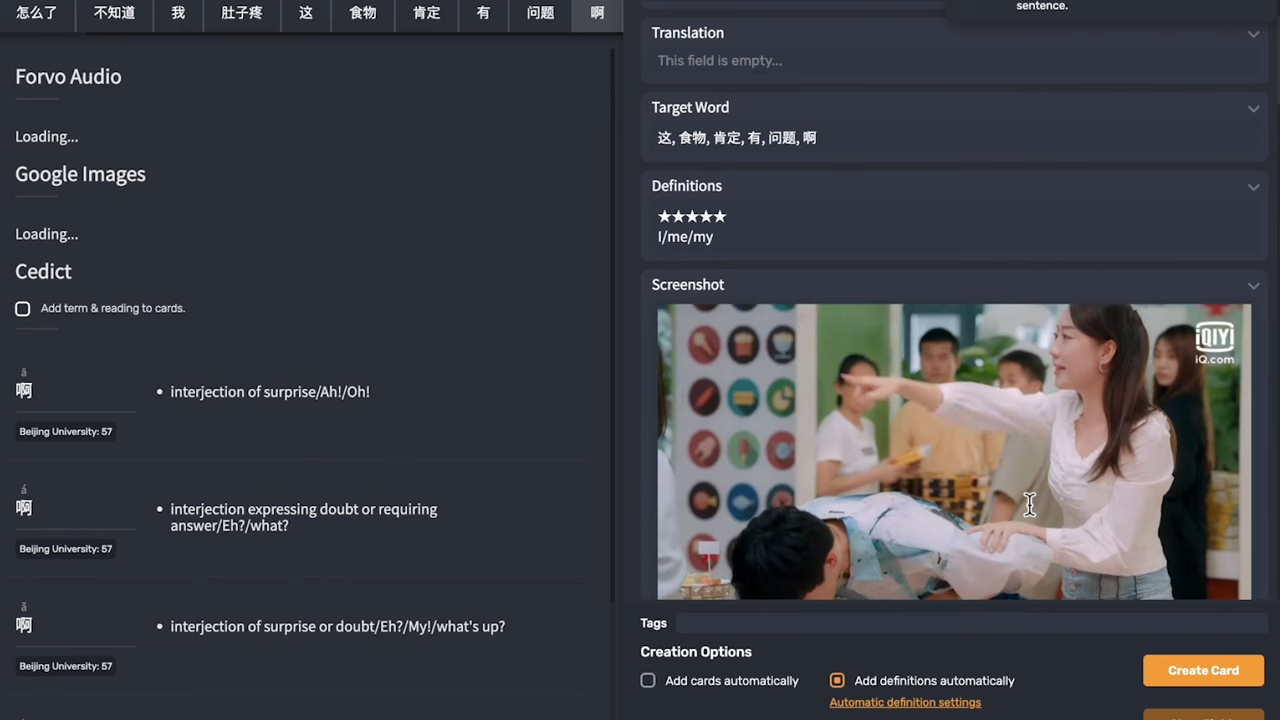 怎么了 不知道 我 肚子疼 这 食物 肯定 有 问题 啊
Forvo Audio
Loading...
Google Images
Loading...
Cedict
Add term & reading to cards.
ā
啊
interjection of surprise/Ah!/Oh!
Beijing University: 57
á
啊
interjection expressing doubt or requiring
answer/Eh?/what?
Beijing University: 57
ǎ
啊
interjection of surprise or doubt/Eh?/My!/what's up?
Beijing University: 57
sentence.
Translation
This field is empty...
Target Word
这, 食物, 肯定, 有, 问题, 啊
Definitions
★★★★★
I/me/my
Screenshot
iQIYI
iQ.com
Tags
Creation Options
Add cards automatically
Add definitions automatically
Automatic definition settings
Create Card